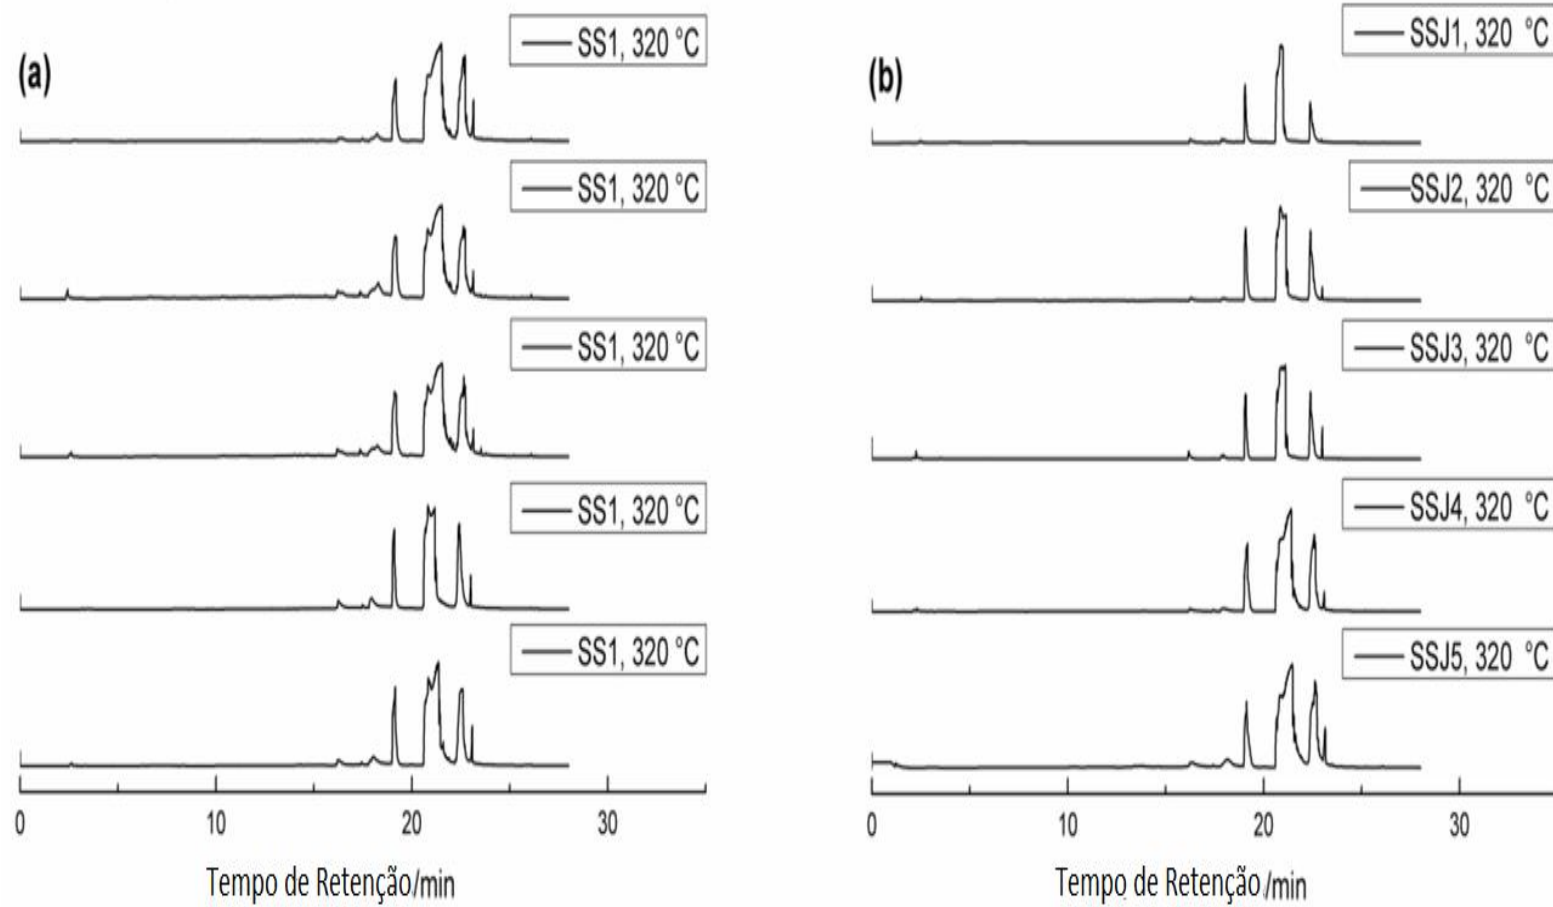 (a)
SS1, 320 °C
SS1, 320 °C
SS1, 320 °C
SS1, 320 °C
SS1, 320 °C
0 10 20 30
Tempo de Retenção/min
(b)
SSJ1, 320 °C
SSJ2, 320 °C
SSJ3, 320 °C
SSJ4, 320 °C
SSJ5, 320 °C
0 10 20 30
Tempo de Retenção/min